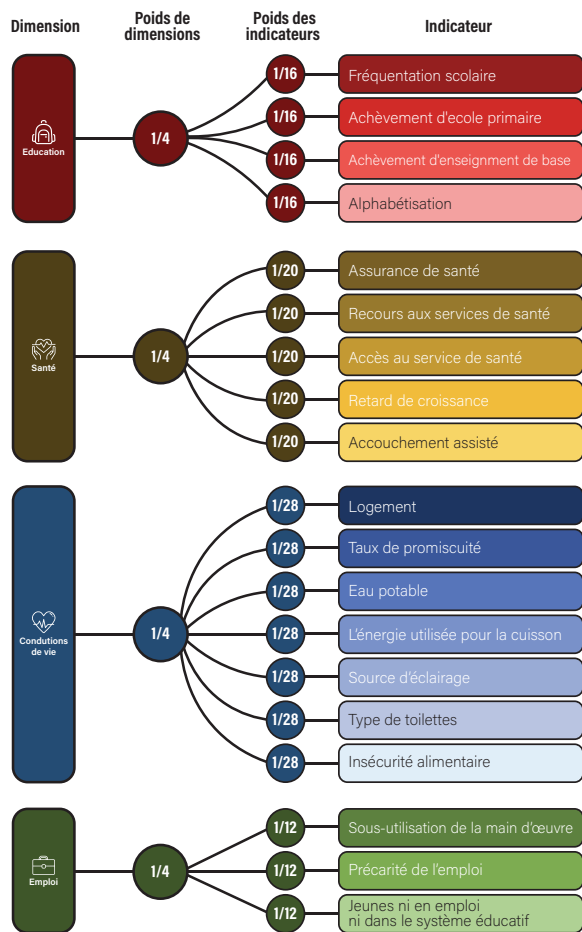 Dimension
Poids de
dimensions
Poids des
indicateurs
Indicateur
Education
1/4
1/16
Fréquentation scolaire
1/16
Achèvement d'ecole primaire
1/16
Achèvement d'enseignment de base
1/16
Alphabétisation
Santé
1/4
1/20
Assurance de santé
1/20
Recours aux services de santé
1/20
Accès au service de santé
1/20
Retard de croissance
1/20
Accouchement assisté
Condutions
de vie
1/4
1/28
Logement
1/28
Taux de promiscuité
1/28
Eau potable
1/28
L'énergie utilisée pour la cuisson
1/28
Source d'éclairage
1/28
Type de toilettes
1/28
Insécurité alimentaire
Emploi
1/4
1/12
Sous-utilisation de la main d'œuvre
1/12
Précarité de l'emploi
1/12
Jeunes ni en emploi
ni dans le système éducatif